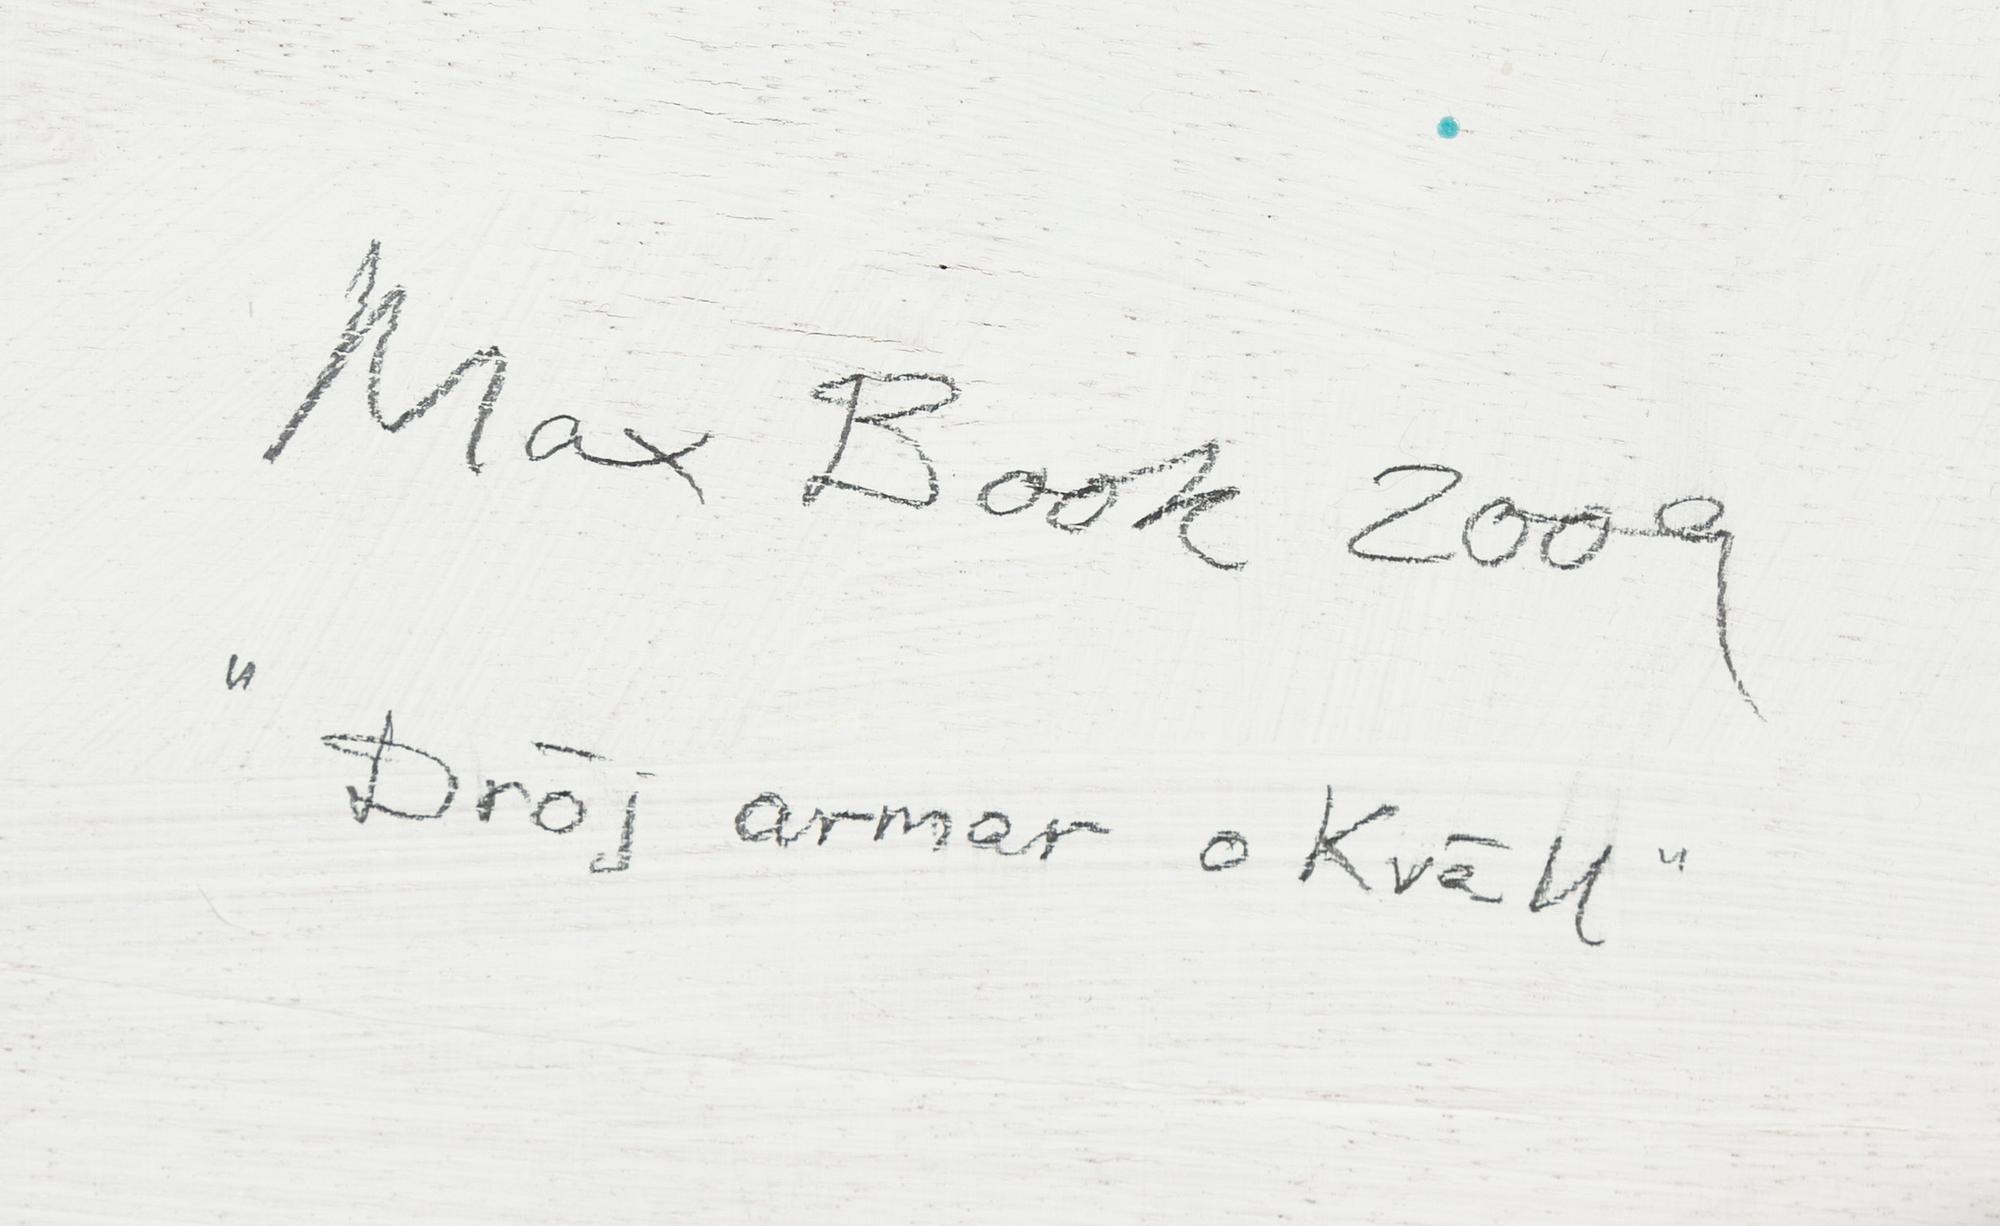 Max Book 2009
"Dröj armar o Kväll"